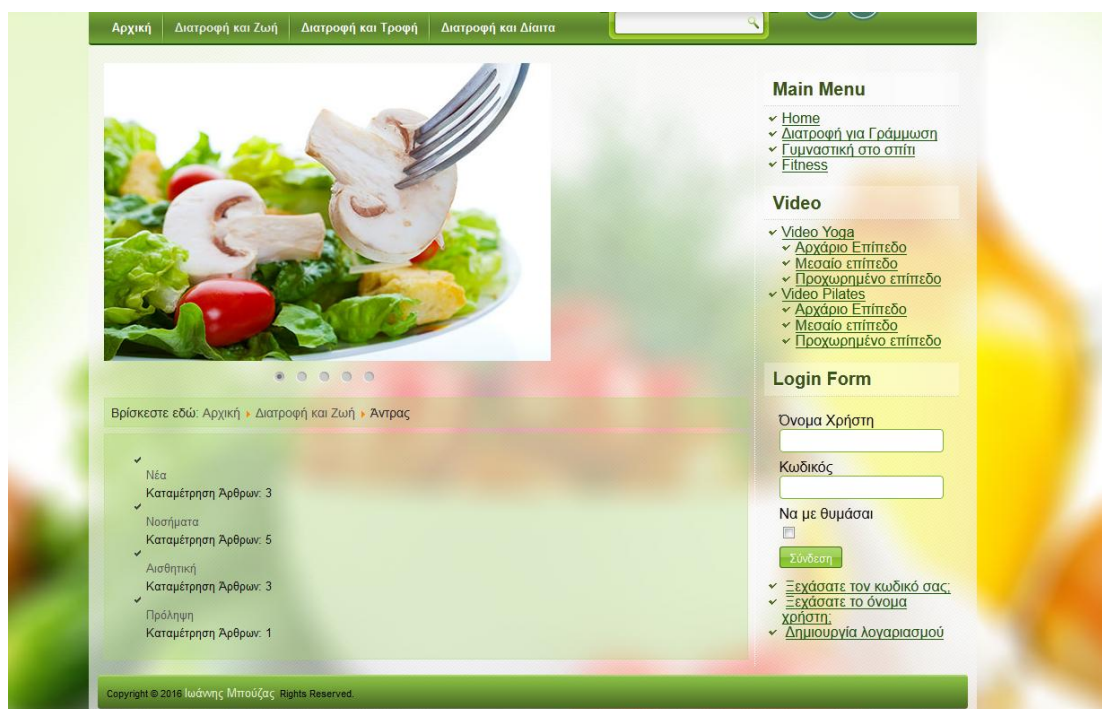 Αρχική Διατροφή και Ζωή Διατροφή και Τροφή Διατροφή και Δίαιτα
Main Menu
Home
Διατροφή για Γράμμωση
Γυμναστική στο σπίτι
Fitness
Video
Video Yoga
Αρχάριο Επίπεδο
Μεσαίο επίπεδο
Προχωρημένο επίπεδο
Video Pilates
Αρχάριο Επίπεδο
Μεσαίο επίπεδο
Προχωρημένο επίπεδο
Login Form
Όνομα Χρήστη
Κωδικός
Να με θυμάσαι
Σύνδεση
Ξεχάσατε τον κωδικό σας;
Ξεχάσατε το όνομα
χρήστη;
Δημιουργία λογαριασμού
Βρίσκεστε εδώ: Αρχική Διατροφή και Ζωή Άντρας
Νέα
Καταμέτρηση Άρθρων: 3
Νοσήματα
Καταμέτρηση Άρθρων: 5
Αισθητική
Καταμέτρηση Άρθρων: 3
Πρόληψη
Καταμέτρηση Άρθρων: 1
Copyright © 2016 Ιωάννης Μπούζας Rights Reserved.